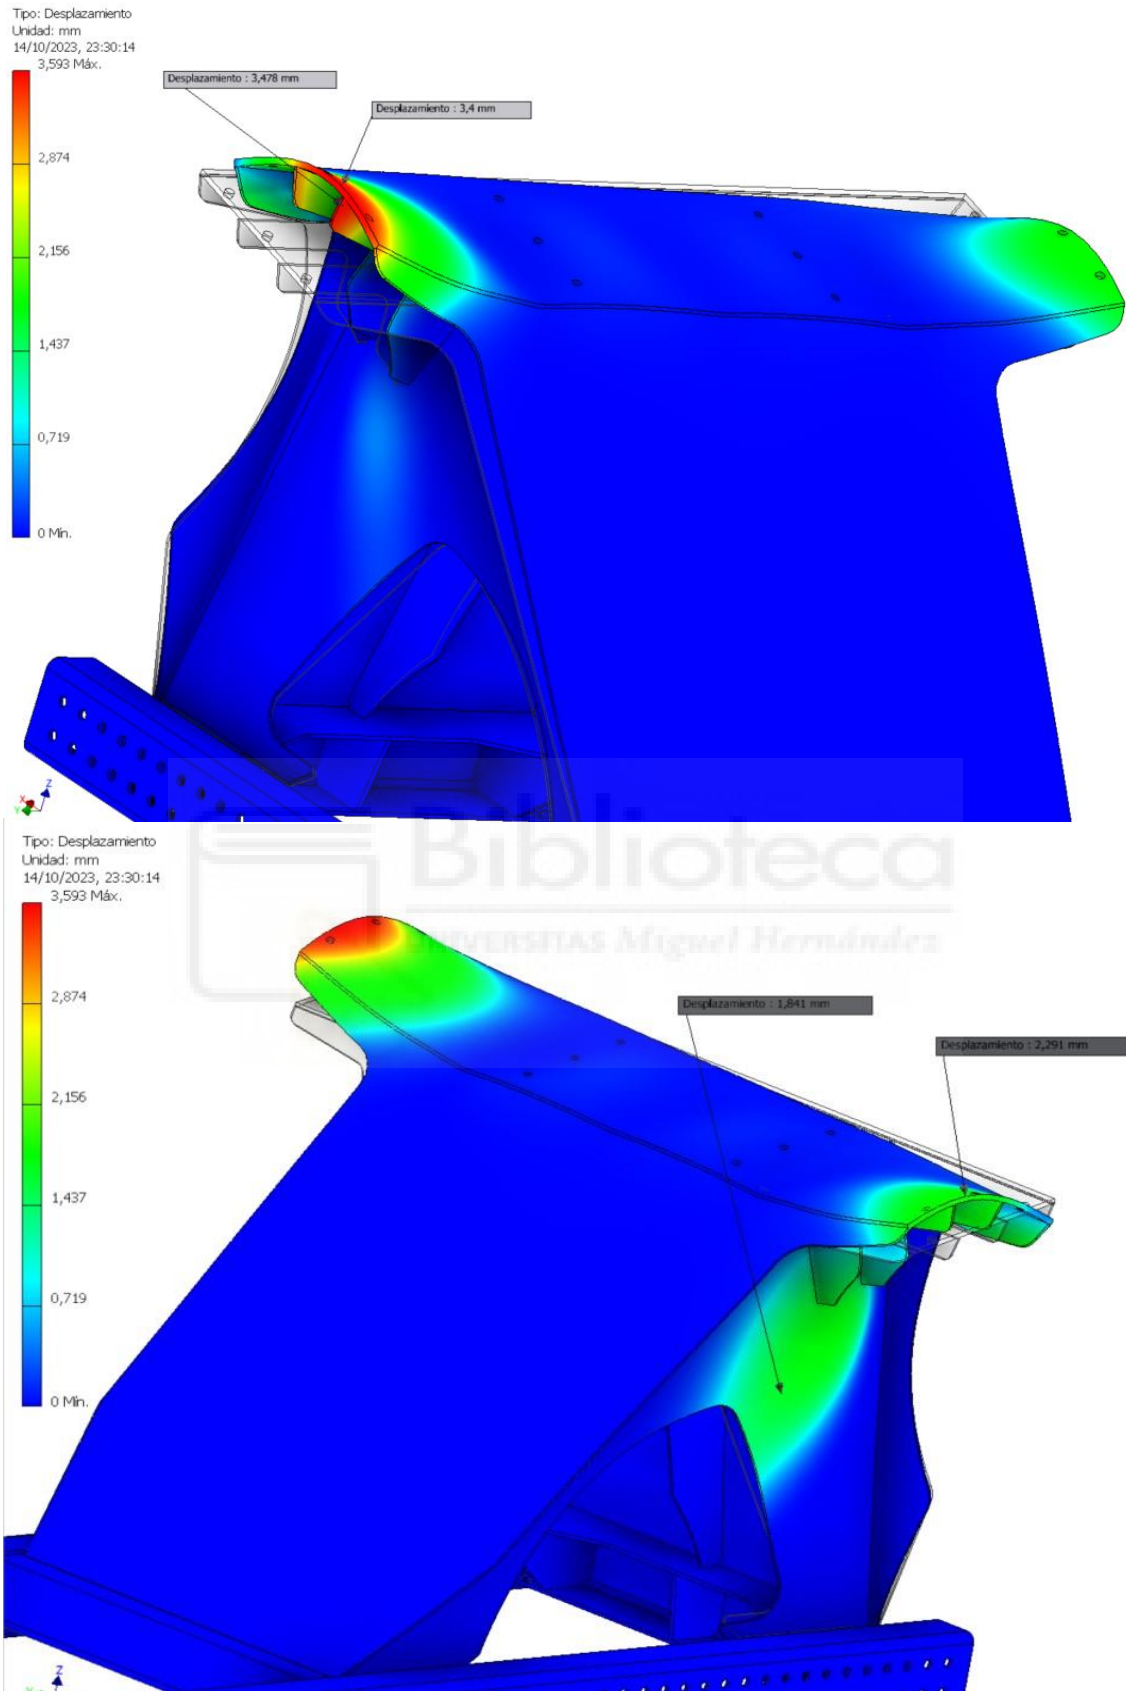 Tipo: Desplazamiento
Unidad: mm
14/10/2023, 23:30:14
3,593 Máx.
Desplazamiento : 3,478 mm
Desplazamiento : 3,4 mm
2,874
2,156
1,437
0,719
0 Mín.
X
Y
Z
Biblioteca
UNIVERSITAS Miguel Hernández
Tipo: Desplazamiento
Unidad: mm
14/10/2023, 23:30:14
3,593 Máx.
2,874
Desplazamiento : 1,841 mm
Desplazamiento : 2,291 mm
2,156
1,437
0,719
0 Mín.
Z